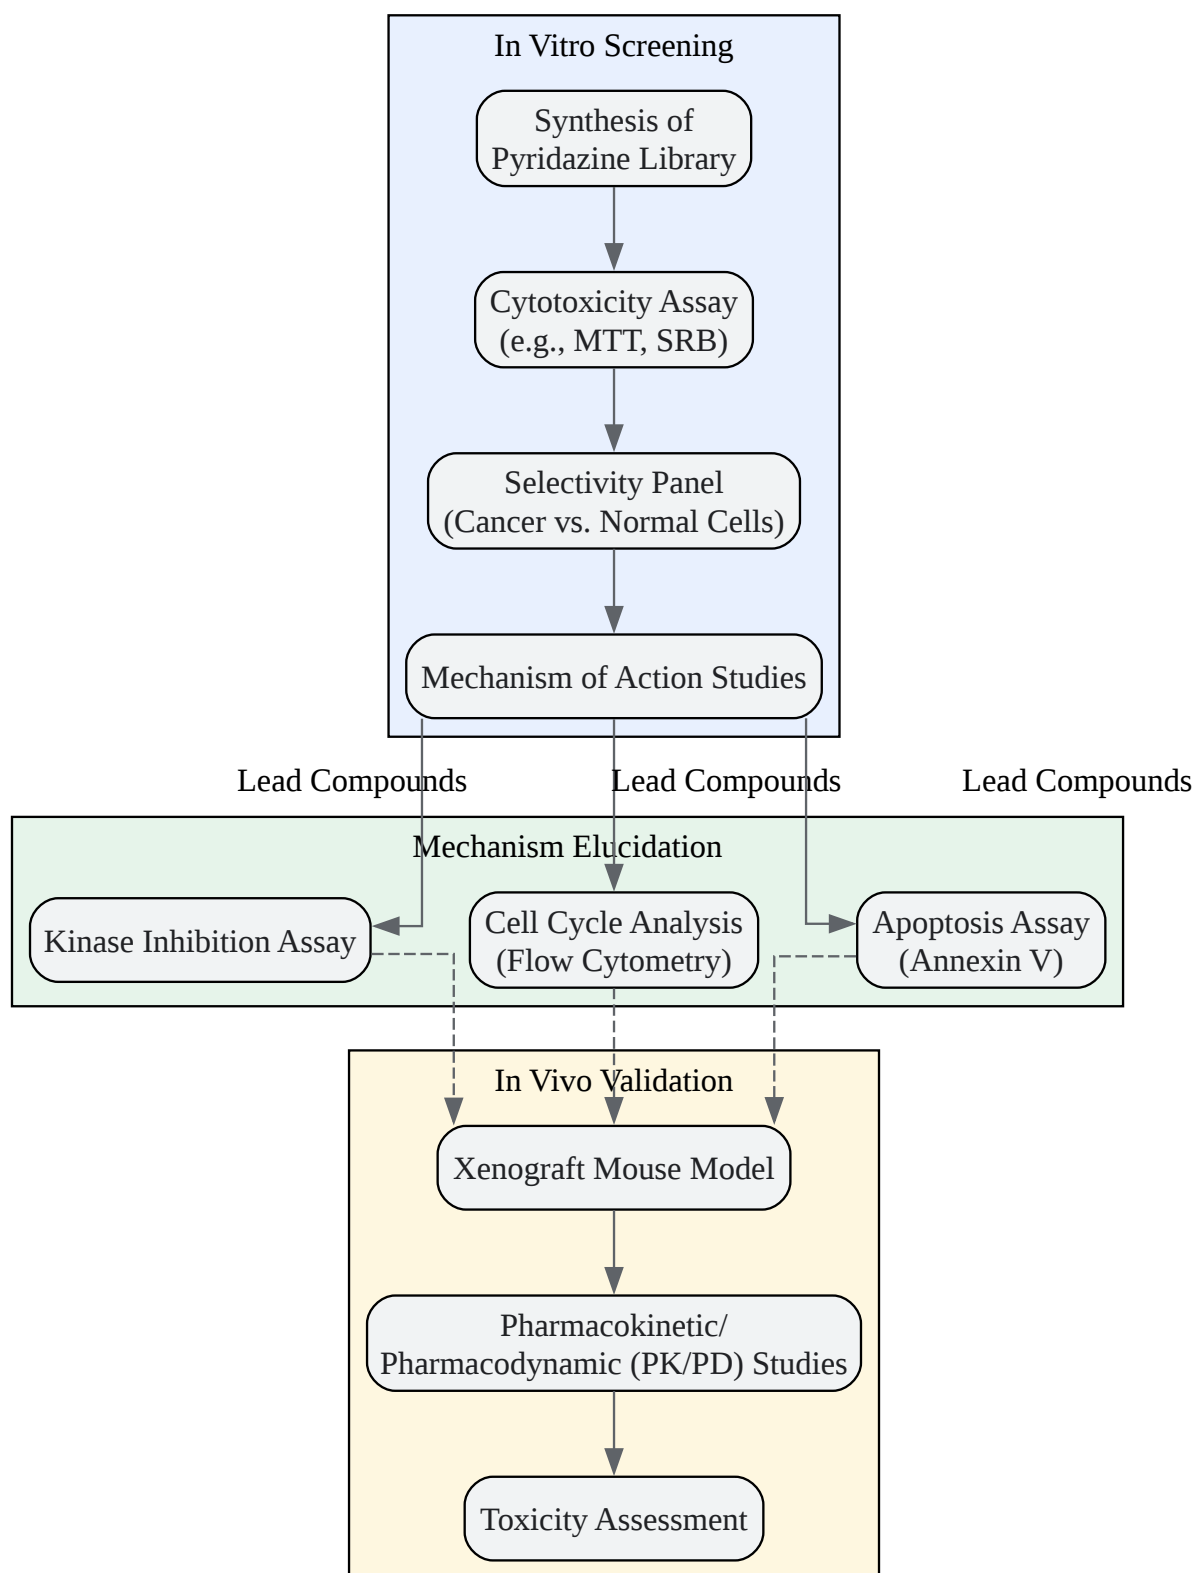 In Vitro Screening
Synthesis of
Pyridazine Library
Cytotoxicity Assay
(e.g., MTT, SRB)
Selectivity Panel
(Cancer vs. Normal Cells)
Mechanism of Action Studies
Lead Compounds
Lead Compounds
Lead Compounds
Mechanism Elucidation
Kinase Inhibition Assay
Cell Cycle Analysis
(Flow Cytometry)
Apoptosis Assay
(Annexin V)
In Vivo Validation
Xenograft Mouse Model
Pharmacokinetic/
Pharmacodynamic (PK/PD) Studies
Toxicity Assessment